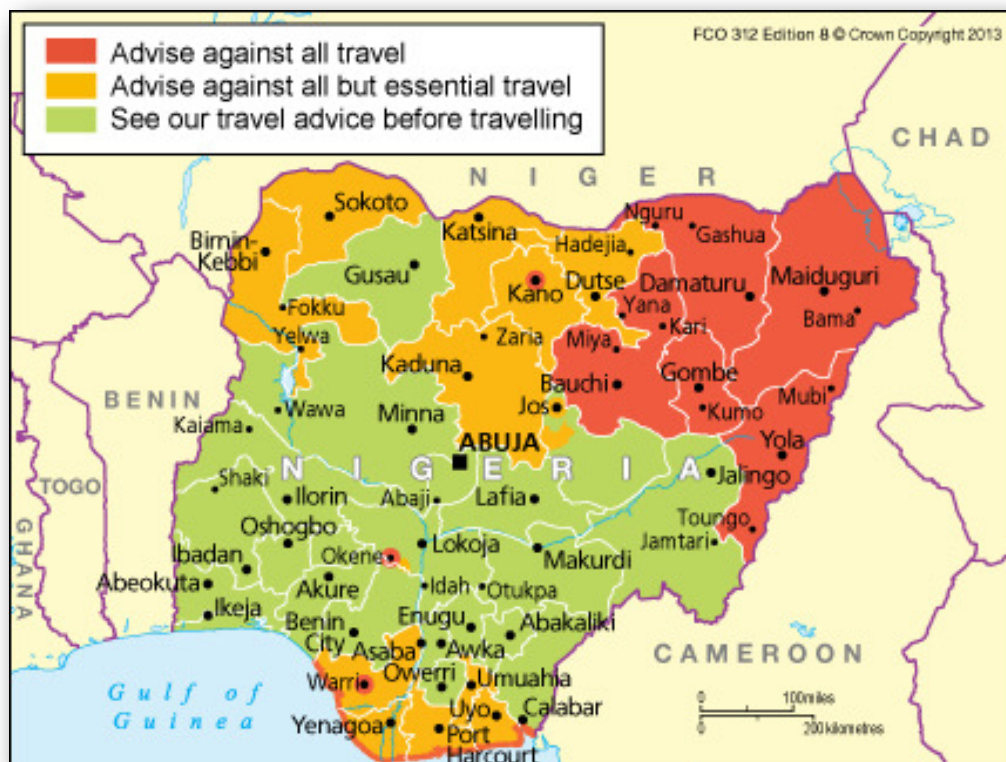 FCO 312 Edition 8 © Crown Copyright 2013
Advise against all travel
Advise against all but essential travel
See our travel advice before travelling
CHAD
NIGER
Sokoto
Katsina
Nguru
Gashua
Birnin-
Kebbi
Hadejia
Gusau
Kano
Dutse
Damaturu
Maiduguri
Fokku
Yana
Bama
Zaria
Kari
Yelwa
Miya
Kaduna
Bauchi
Gombe
Mubi
BENIN
Wawa
Jos
Kumo
Kaiama
Minna
ABUJA
Yola
NIGERIA
TOGO
Shaki
Ilorin
Abaji
Lafia
Jalingo
GHANA
Oshogbo
Toungo
Ibadan
Okene
Lokoja
Makurdi
Jamtari
Abeokuta
Akure
Idah
Otukpa
Ikeja
Benin
City
Enugu
Abakaliki
Asaba
Awka
CAMEROON
Gulf of
Guinea
Warri
Owerri
Umuahia
Yenagoa
Uyo
Calabar
Port
Harcourt
0 100miles
0 200kilometres